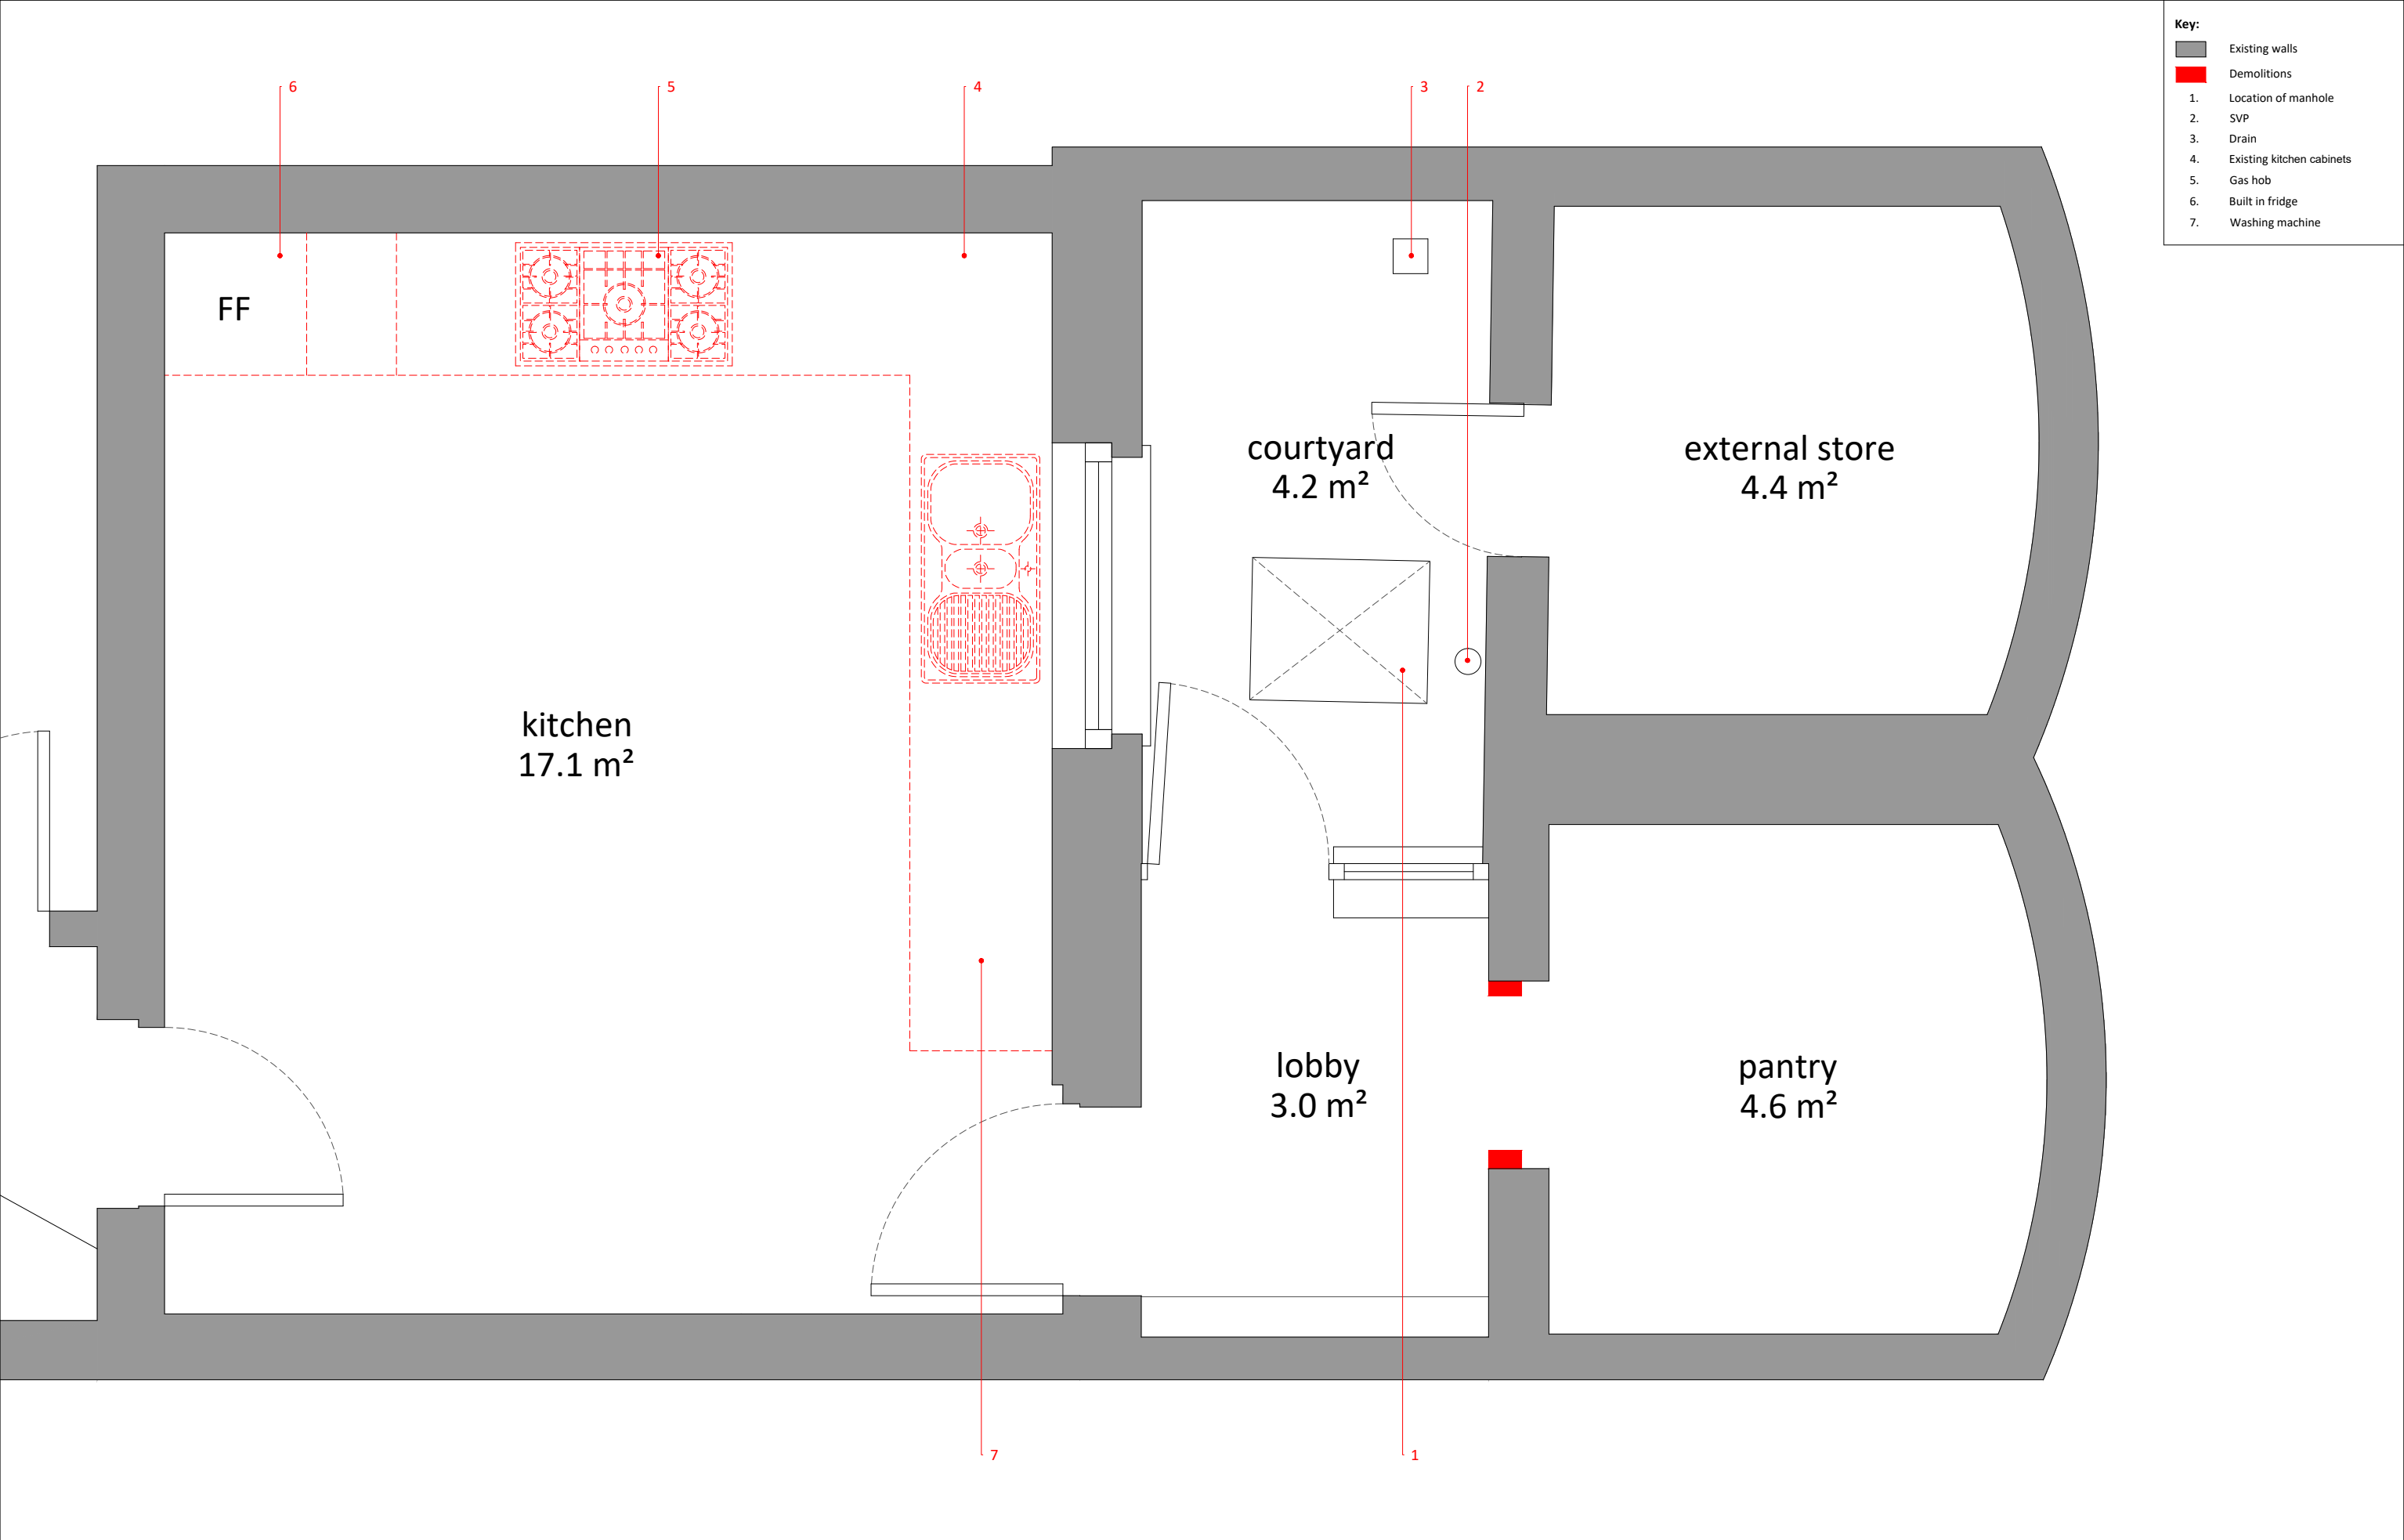 Key:
Existing walls
Demolitions
1. Location of manhole
2. SVP
3. Drain
4. Existing kitchen cabinets
5. Gas hob
6. Built in fridge
7. Washing machine
6
5
4
3
2
FF
courtyard
4.2 m²
external store
4.4 m²
kitchen
17.1 m²
lobby
3.0 m²
pantry
4.6 m²
7
1